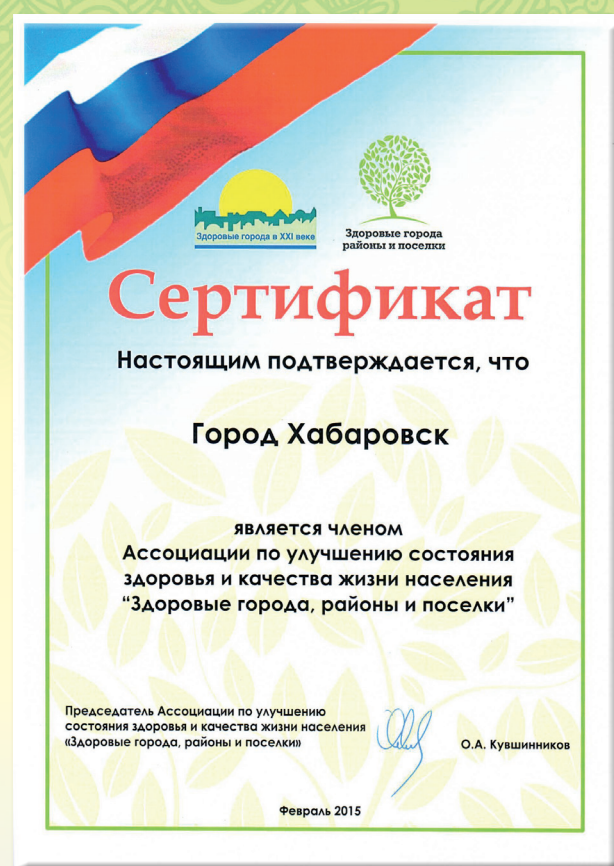 Здоровые города в XXI веке
Здоровые города
районы и поселки
Сертификат
Настоящим подтверждается, что
Город Хабаровск
является членом
Ассоциации по улучшению состояния
здоровья и качества жизни населения
“Здоровые города, районы и поселки”
Председатель Ассоциации по улучшению
состояния здоровья и качества жизни населения
«Здоровые города, районы и поселки»
О.А. Кувшинников
Февраль 2015